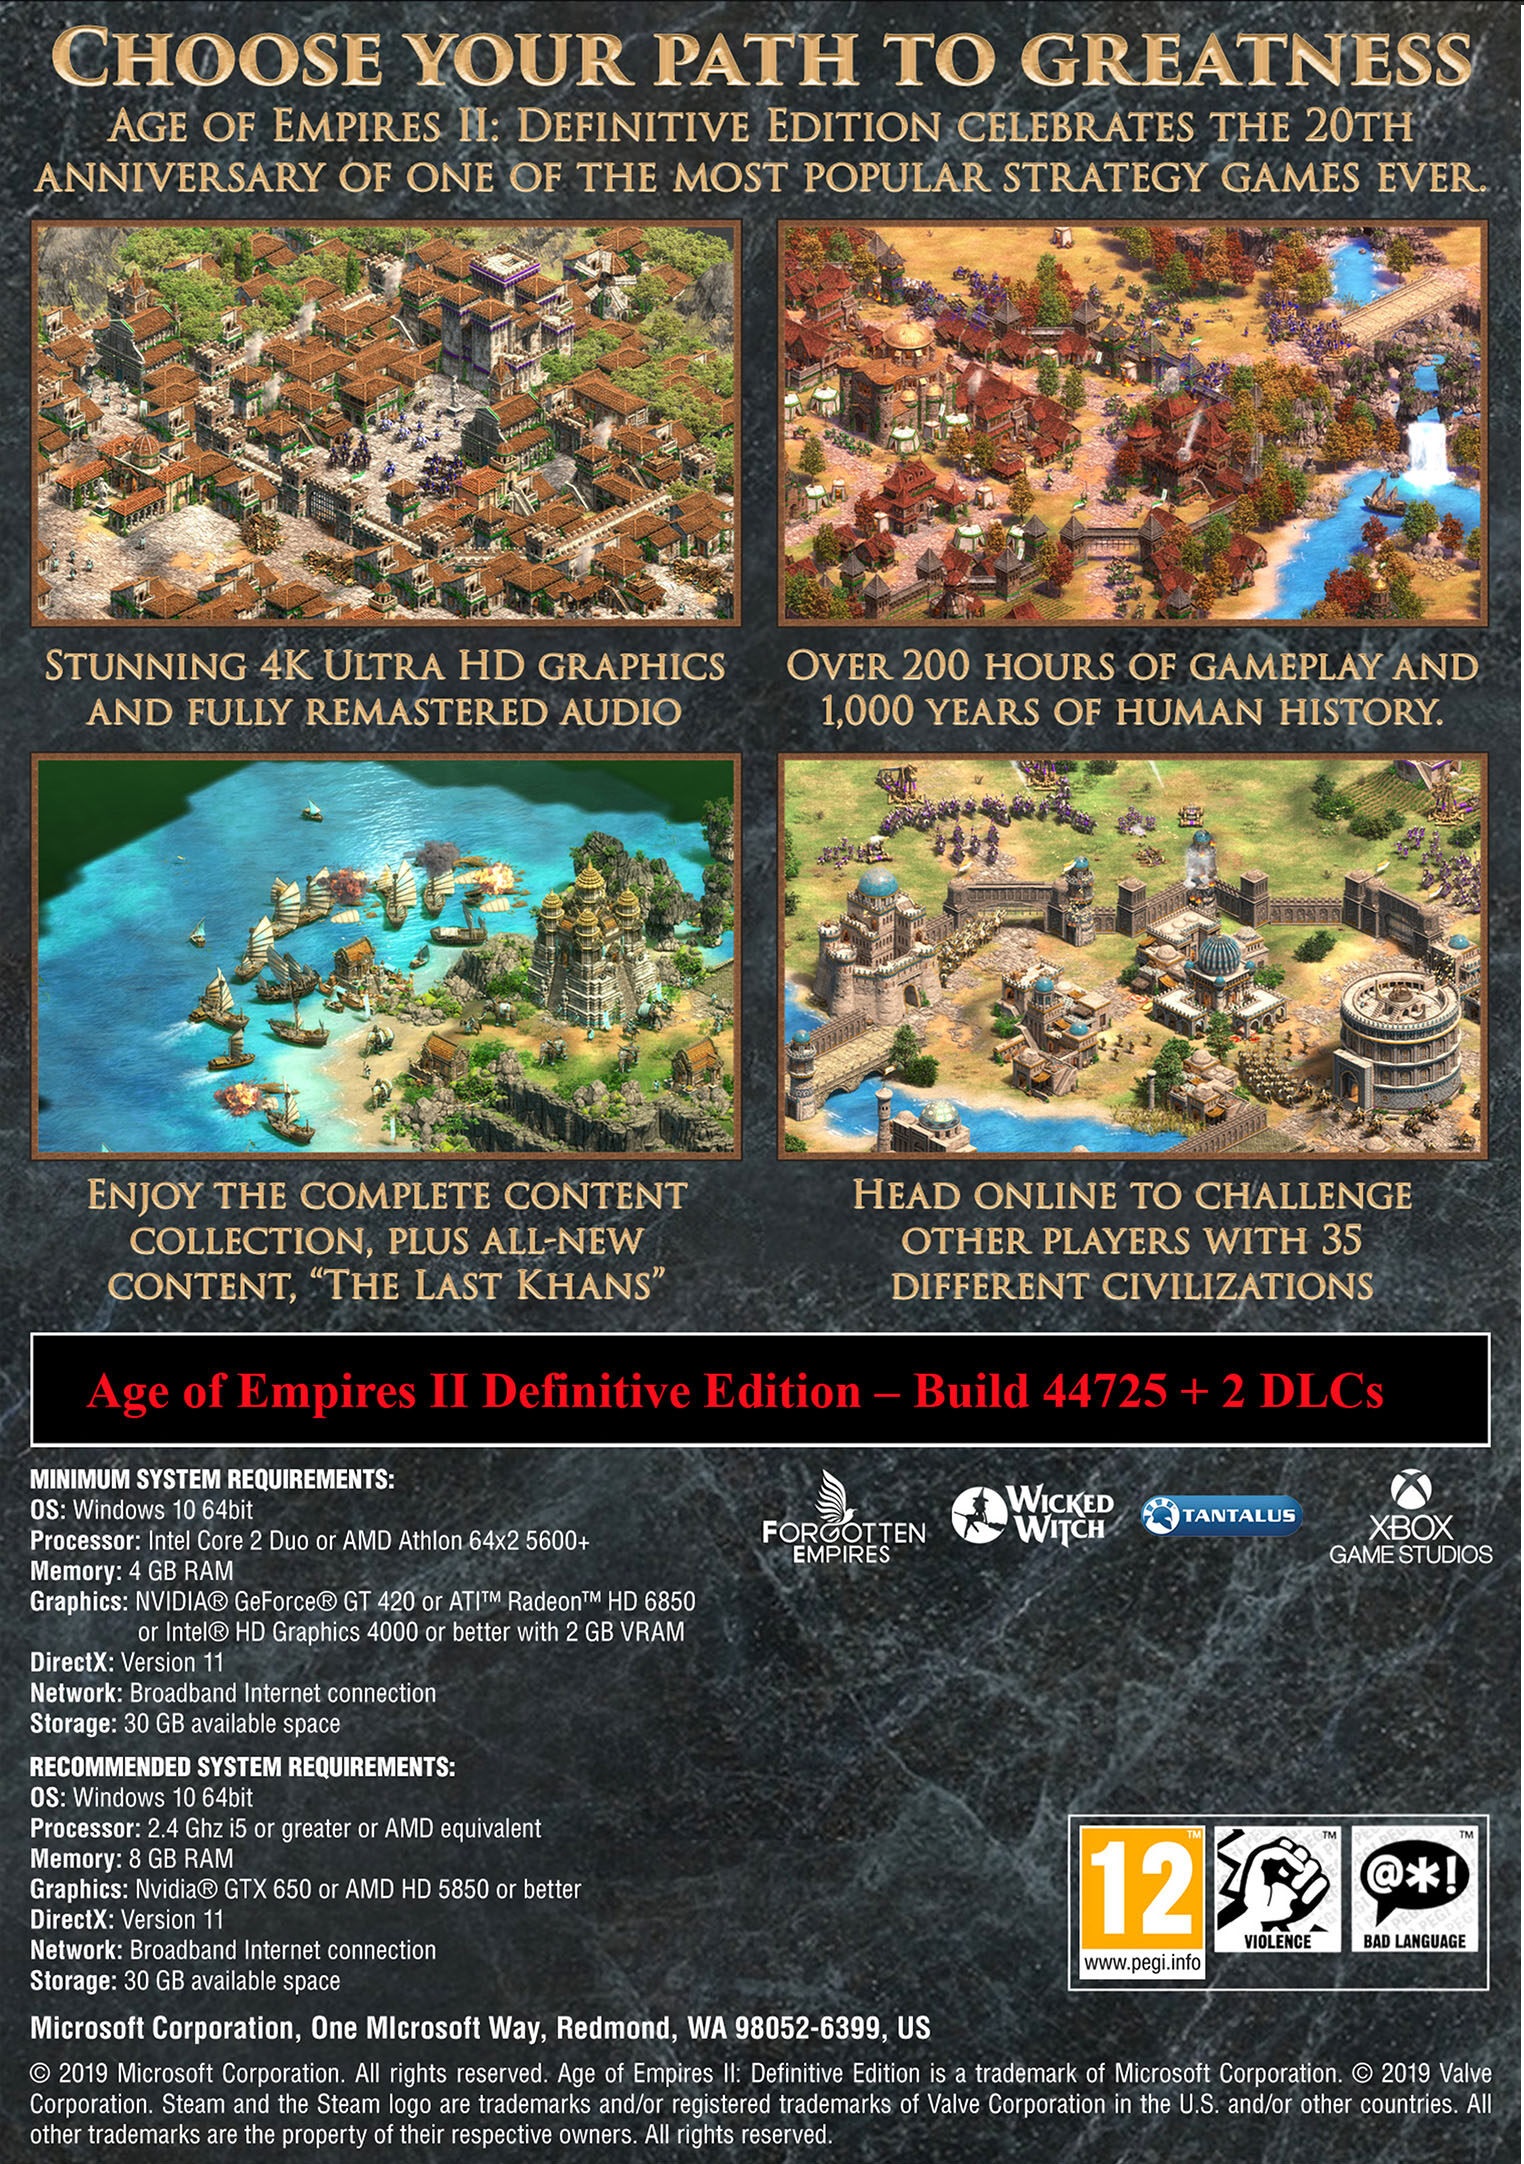 CHOOSE YOUR PATH TO GREATNESS
AGE OF EMPIRES II: DEFINITIVE EDITION CELEBRATES THE 20TH
ANNIVERSARY OF ONE OF THE MOST POPULAR STRATEGY GAMES EVER.
STUNNING 4K ULTRA HD GRAPHICS
AND FULLY REMASTERED AUDIO
OVER 200 HOURS OF GAMEPLAY AND
1,000 YEARS OF HUMAN HISTORY.
ENJOY THE COMPLETE CONTENT
COLLECTION, PLUS ALL-NEW
CONTENT, “THE LAST KHANS”
HEAD ONLINE TO CHALLENGE
OTHER PLAYERS WITH 35
DIFFERENT CIVILIZATIONS
Age of Empires II Definitive Edition – Build 44725 + 2 DLCs
MINIMUM SYSTEM REQUIREMENTS:
OS: Windows 10 64bit
Processor: Intel Core 2 Duo or AMD Athlon 64x2 5600+
Memory: 4 GB RAM
Graphics: NVIDIA® GeForce® GT 420 or ATI™ Radeon™ HD 6850
or Intel® HD Graphics 4000 or better with 2 GB VRAM
DirectX: Version 11
Network: Broadband Internet connection
Storage: 30 GB available space
FORGOTTEN
EMPIRES
WICKED
WITCH
TANTALUS
XBOX
GAME STUDIOS
RECOMMENDED SYSTEM REQUIREMENTS:
OS: Windows 10 64bit
Processor: 2.4 Ghz i5 or greater or AMD equivalent
Memory: 8 GB RAM
Graphics: Nvidia® GTX 650 or AMD HD 5850 or better
DirectX: Version 11
Network: Broadband Internet connection
Storage: 30 GB available space
12 ™
www.pegi.info
™
VIOLENCE
™
@*!
BAD LANGUAGE
Microsoft Corporation, One MIcrosoft Way, Redmond, WA 98052-6399, US
© 2019 Microsoft Corporation. All rights reserved. Age of Empires II: Definitive Edition is a trademark of Microsoft Corporation. © 2019 Valve
Corporation. Steam and the Steam logo are trademarks and/or registered trademarks of Valve Corporation in the U.S. and/or other countries. All
other trademarks are the property of their respective owners. All rights reserved.